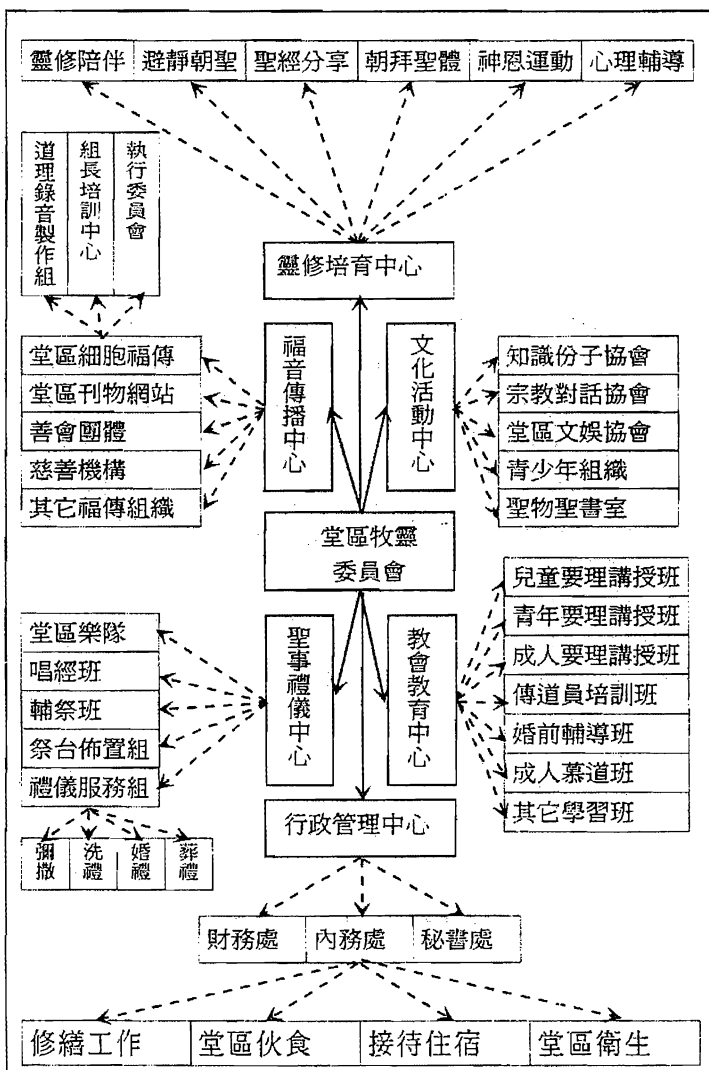 靈修陪伴
避靜朝聖
聖經分享
朝拜聖體
神恩運動
心理輔導
道理錄音製作組
組長培訓中心
執行委員會
靈修培育中心
堂區細胞福傳
堂區刊物網站
善會團體
慈善機構
其它福傳組織
福音傳播中心
文化活動中心
知識份子協會
宗教對話協會
堂區文娛協會
青少年組織
聖物聖書室
堂區牧靈
委員會
堂區樂隊
唱經班
輔祭班
祭台佈置組
禮儀服務組
聖事禮儀中心
教會教育中心
兒童要理講授班
青年要理講授班
成人要理講授班
傳道員培訓班
婚前輔導班
成人慕道班
其它學習班
彌撒
洗禮
婚禮
葬禮
行政管理中心
財務處
內務處
秘書處
修繕工作
堂區伙食
接待住宿
堂區衛生